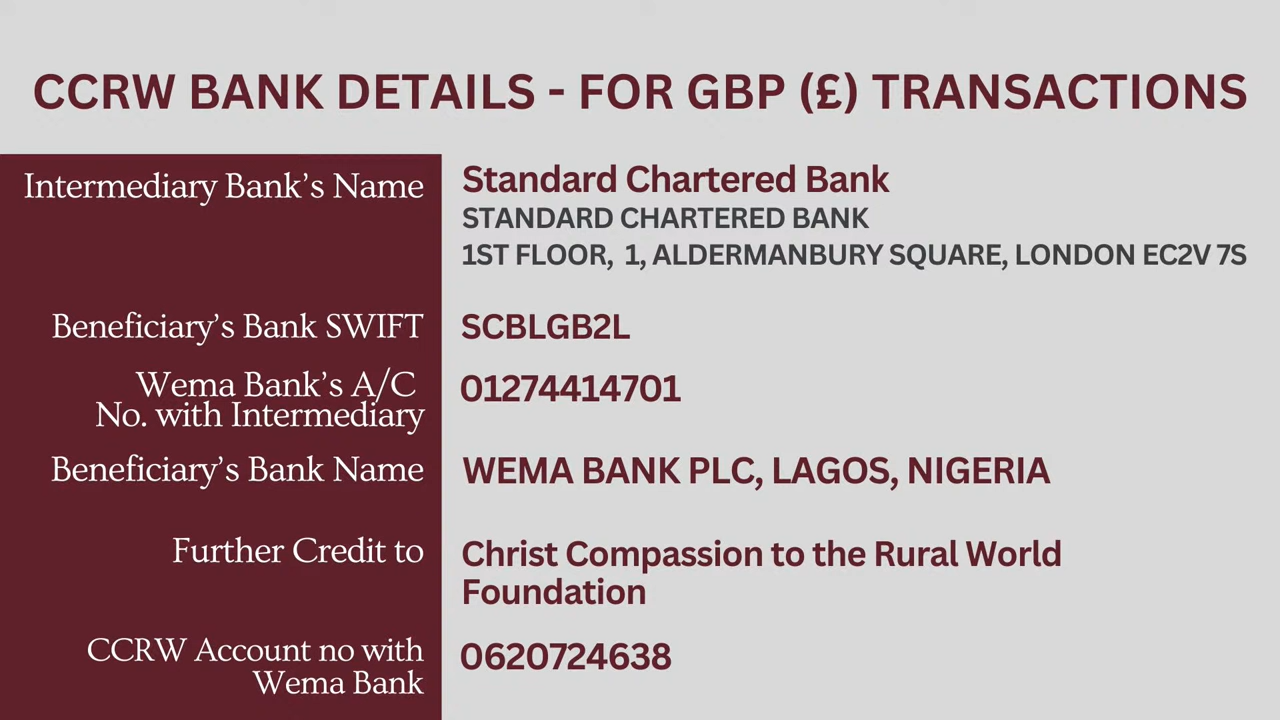 CCRW BANK DETAILS - FOR GBP (£) TRANSACTIONS
Intermediary Bank's Name
Standard Chartered Bank
STANDARD CHARTERED BANK
1ST FLOOR, 1, ALDERMANBURY SQUARE, LONDON EC2V 7S
Beneficiary's Bank SWIFT
SCBLGB2L
Wema Bank's A/C
No. with Intermediary
01274414701
Beneficiary's Bank Name
WEMA BANK PLC, LAGOS, NIGERIA
Further Credit to
Christ Compassion to the Rural World
Foundation
CCRW Account no with
Wema Bank
0620724638